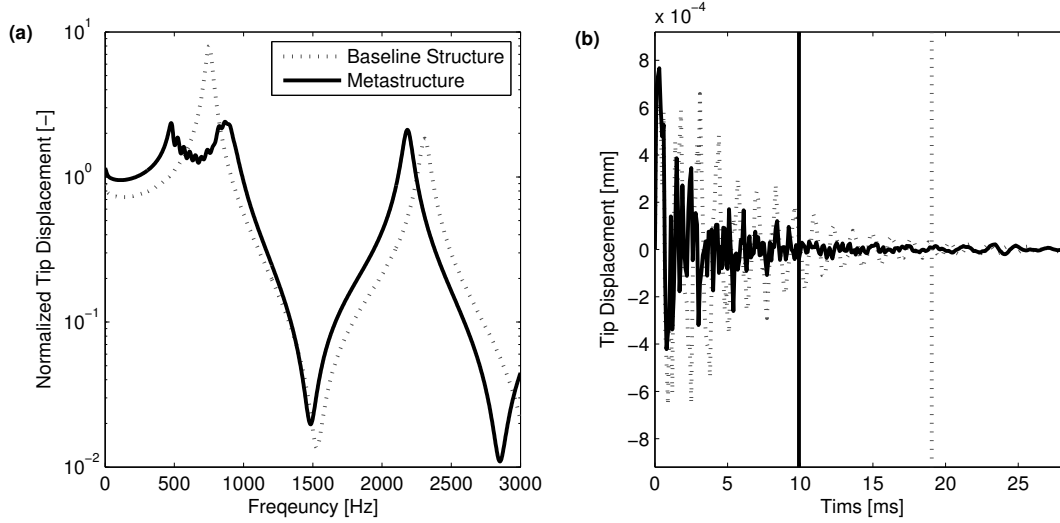 (a)
10^1
10^0
10^-1
10^-2
Normalized Tip Displacement [-]
0 500 1000 1500 2000 2500 3000
Freqeuncy [Hz]
Baseline Structure
Metastructure
(b)
x 10^-4
8
6
4
2
0
−2
−4
−6
−8
Tip Displacement [mm]
0 5 10 15 20 25
Tims [ms]